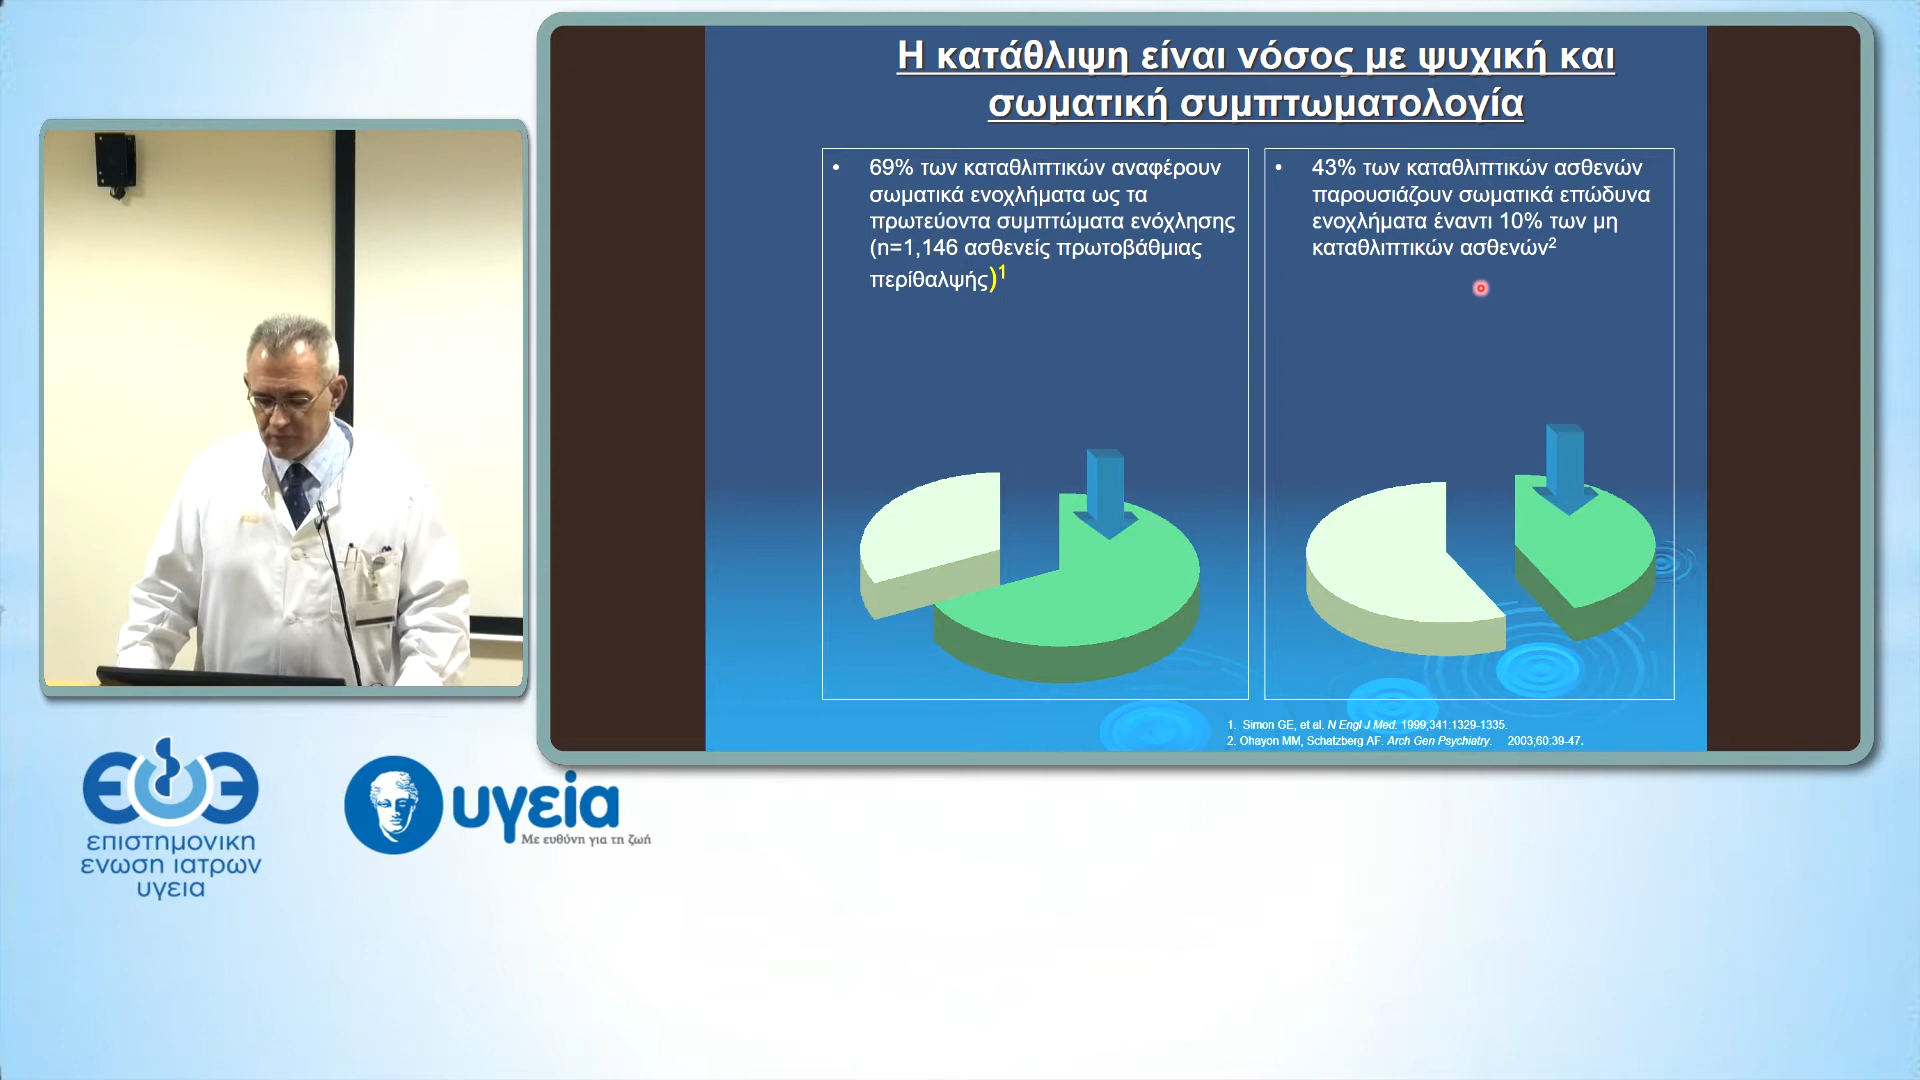 Η κατάθλιψη είναι νόσος με ψυχική και
σωματική συμπτωματολογία
• 69% των καταθλιπτικών αναφέρουν
σωματικά ενοχλήματα ως τα
πρωτεύοντα συμπτώματα ενόχλησης
(n=1,146 ασθενείς πρωτοβάθμιας
περίθαλψής)1
• 43% των καταθλιπτικών ασθενών
παρουσιάζουν σωματικά επώδυνα
ενοχλήματα έναντι 10% των μη
καταθλιπτικών ασθενών2
1. Simon GE, et al. N Engl J Med. 1999;341:1329-1335.
2. Ohayon MM, Schatzberg AF. Arch Gen Psychiatry. 2003;60:39-47.
επιστημονικη
ενωση ιατρων
υγεια
υγεία
Με ευθύνη για τη ζωή